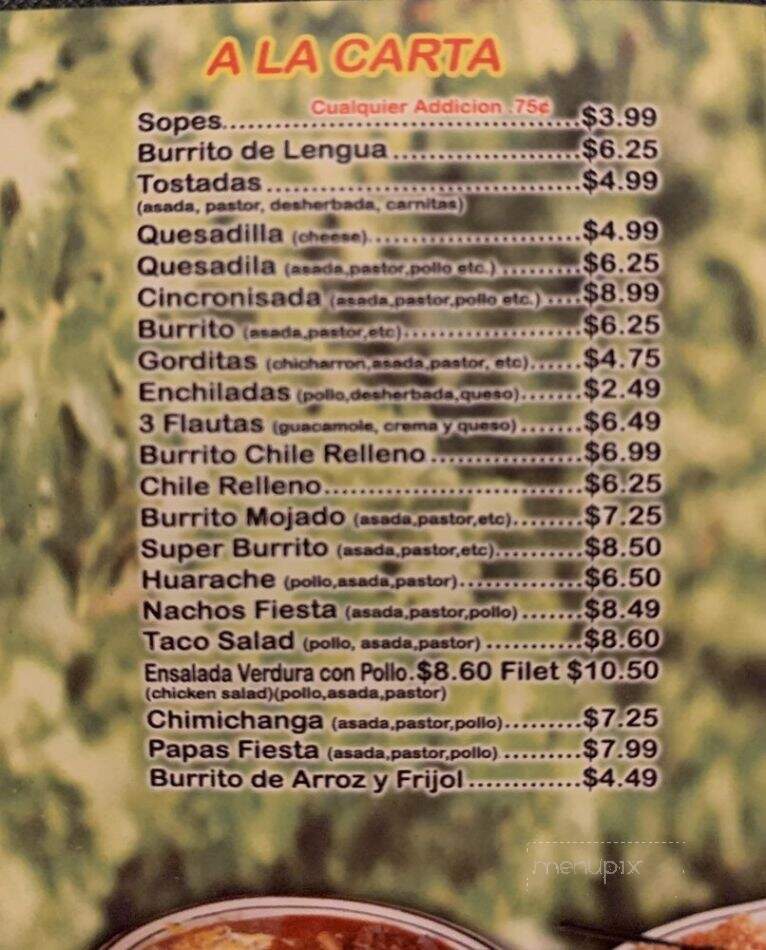 A LA CARTA
Cualquier Addicion .75¢
Sopes..................................$3.99
Burrito de Lengua..................$6.25
Tostadas..............................$4.99
(asada, pastor, desherbada, carnitas)
Quesadilla (cheese)....................$4.99
Quesadila (asada,pastor,pollo etc.)........$6.25
Cincronisada (asada,pastor,pollo etc.)....$8.99
Burrito (asada,pastor,etc).................$6.25
Gorditas (chicharron,asada,pastor, etc)......$4.75
Enchiladas (pollo,desherbada,queso)......$2.49
3 Flautas (guacamole, crema y queso).......$6.49
Burrito Chile Relleno..............$6.99
Chile Relleno.........................$6.25
Burrito Mojado (asada,pastor,etc).......$7.25
Super Burrito (asada,pastor,etc).........$8.50
Huarache (pollo,asada,pastor).............$6.50
Nachos Fiesta (asada,pastor,pollo).......$8.49
Taco Salad (pollo, asada,pastor)...........$8.60
Ensalada Verdura con Pollo.$8.60 Filet $10.50
(chicken salad)(pollo,asada,pastor)
Chimichanga (asada,pastor,pollo).........$7.25
Papas Fiesta (asada,pastor,pollo).........$7.99
Burrito de Arroz y Frijol.............$4.49
menupix